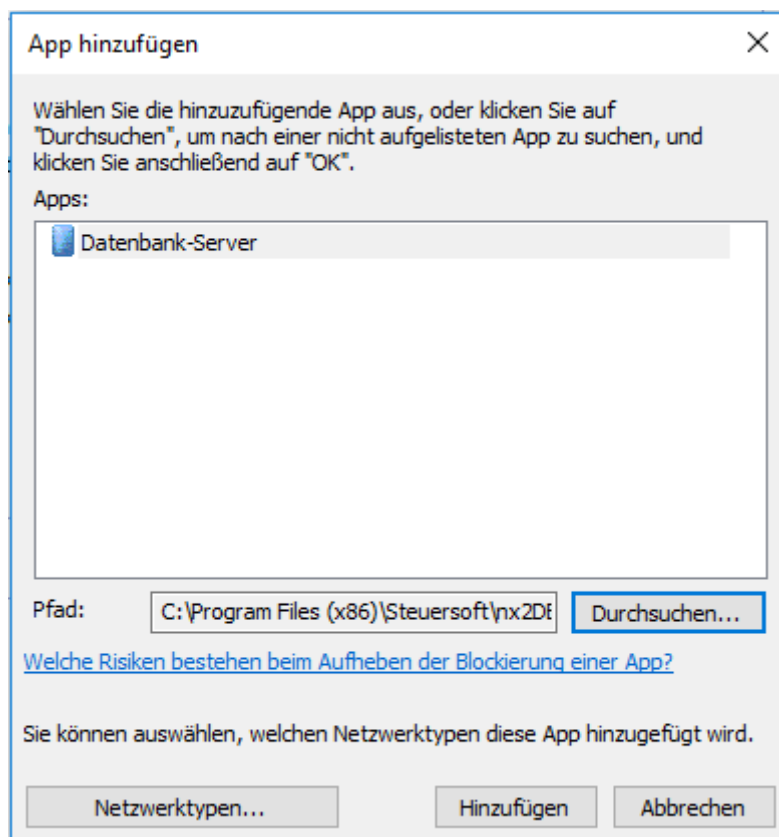 App hinzufügen
Wählen Sie die hinzuzufügende App aus, oder klicken Sie auf
"Durchsuchen", um nach einer nicht aufgelisteten App zu suchen, und
klicken Sie anschließend auf "OK".
Apps:
Datenbank-Server
Pfad: C:\Program Files (x86)\Steuersoft\nx2DB Durchsuchen...
Welche Risiken bestehen beim Aufheben der Blockierung einer App?
Sie können auswählen, welchen Netzwerktypen diese App hinzugefügt wird.
Netzwerktypen... Hinzufügen Abbrechen